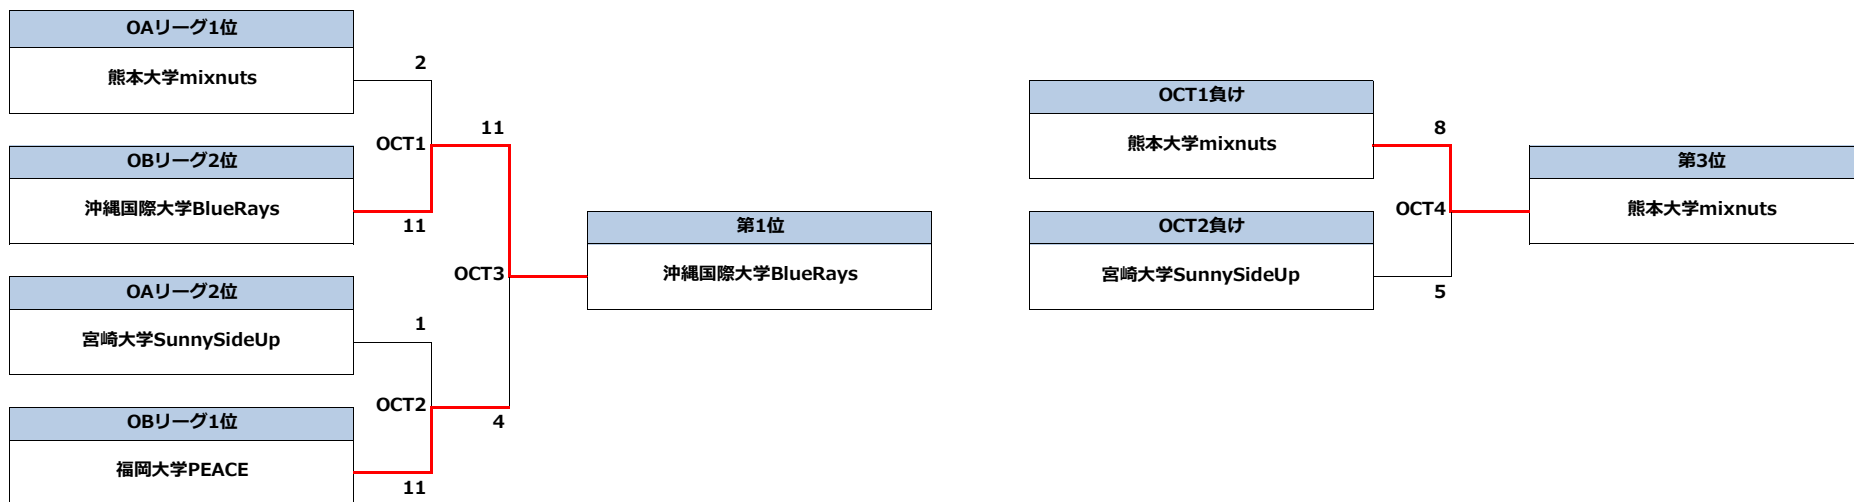 OAリーグ1位
熊本大学mixnuts
2
OCT1
11
OBリーグ2位
沖縄国際大学BlueRays
11
OCT3
第1位
沖縄国際大学BlueRays
OAリーグ2位
宮崎大学SunnySideUp
1
OCT2
4
OBリーグ1位
福岡大学PEACE
11
OCT1負け
熊本大学mixnuts
8
OCT4
OCT2負け
宮崎大学SunnySideUp
5
第3位
熊本大学mixnuts